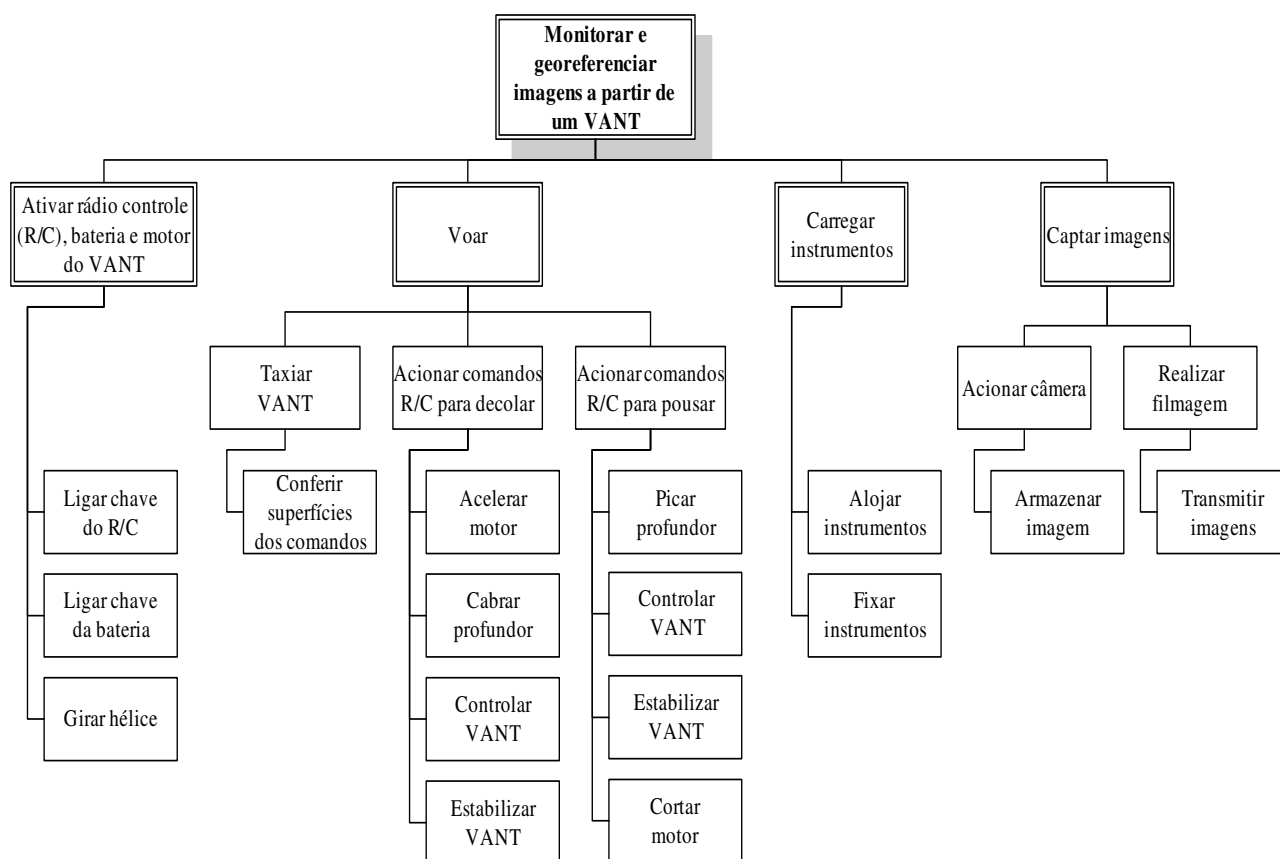 Monitorar e
georeferenciar
imagens a partir de
um VANT
Ativar rádio controle
(R/C), bateria e motor
do VANT
Voar
Carregar
instrumentos
Captar imagens
Taxiar
VANT
Acionar comandos
R/C para decolar
Acionar comandos
R/C para pousar
Acionar câmera
Realizar
filmagem
Ligar chave
do R/C
Conferir
superfícies
dos comandos
Acelerar
motor
Picar
profundor
Alojar
instrumentos
Armazenar
imagem
Transmitir
imagens
Ligar chave
da bateria
Cabrar
profundor
Controlar
VANT
Fixar
instrumentos
Girar hélice
Controlar
VANT
Estabilizar
VANT
Estabilizar
VANT
Cortar
motor